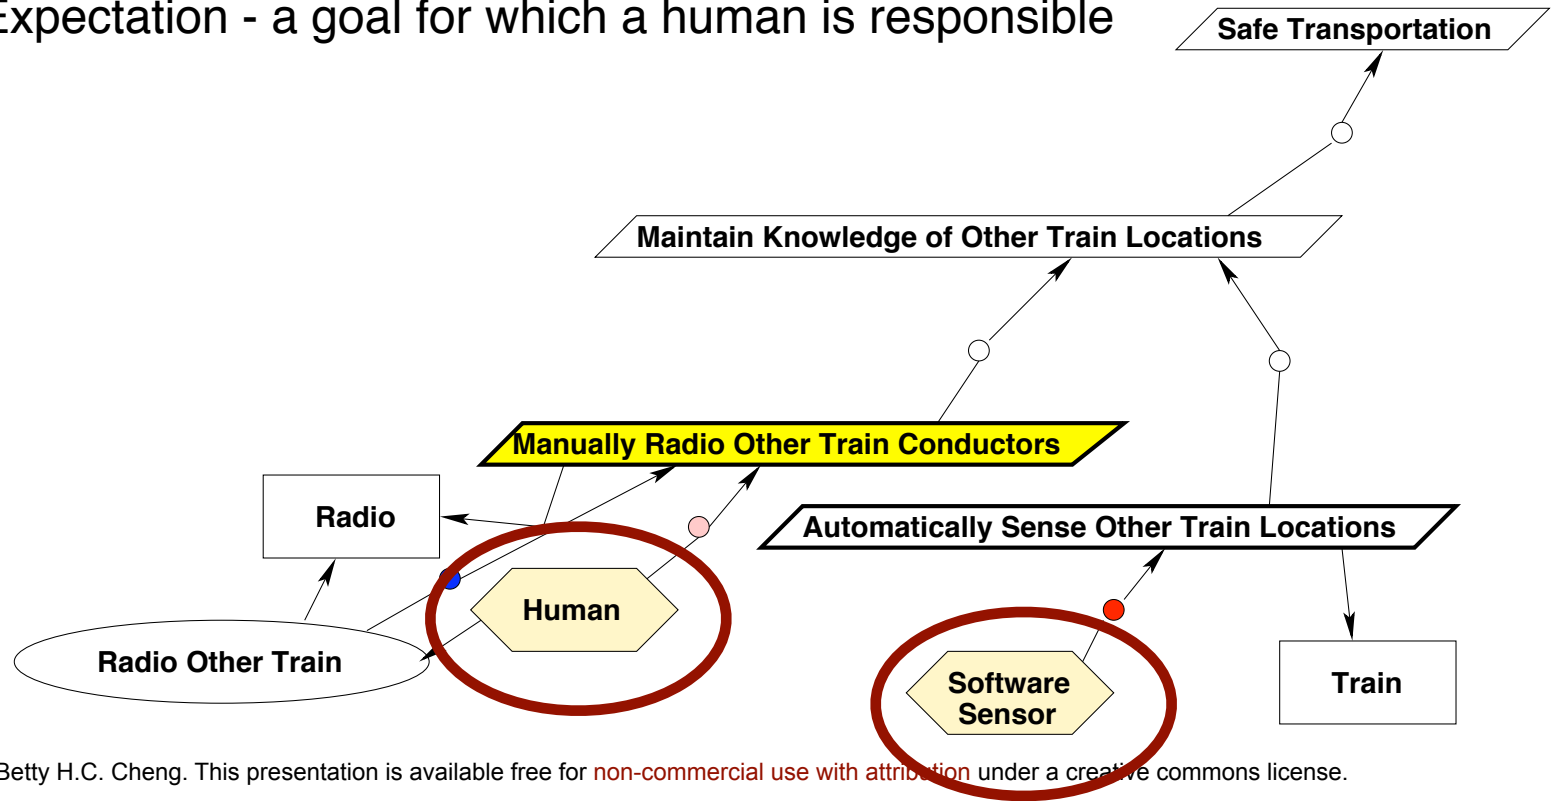 Expectation - a goal for which a human is responsible
Safe Transportation
Maintain Knowledge of Other Train Locations
Manually Radio Other Train Conductors
Radio
Automatically Sense Other Train Locations
Human
Radio Other Train
Software
Sensor
Train
Betty H.C. Cheng. This presentation is available free for non-commercial use with attribution under a creative commons license.